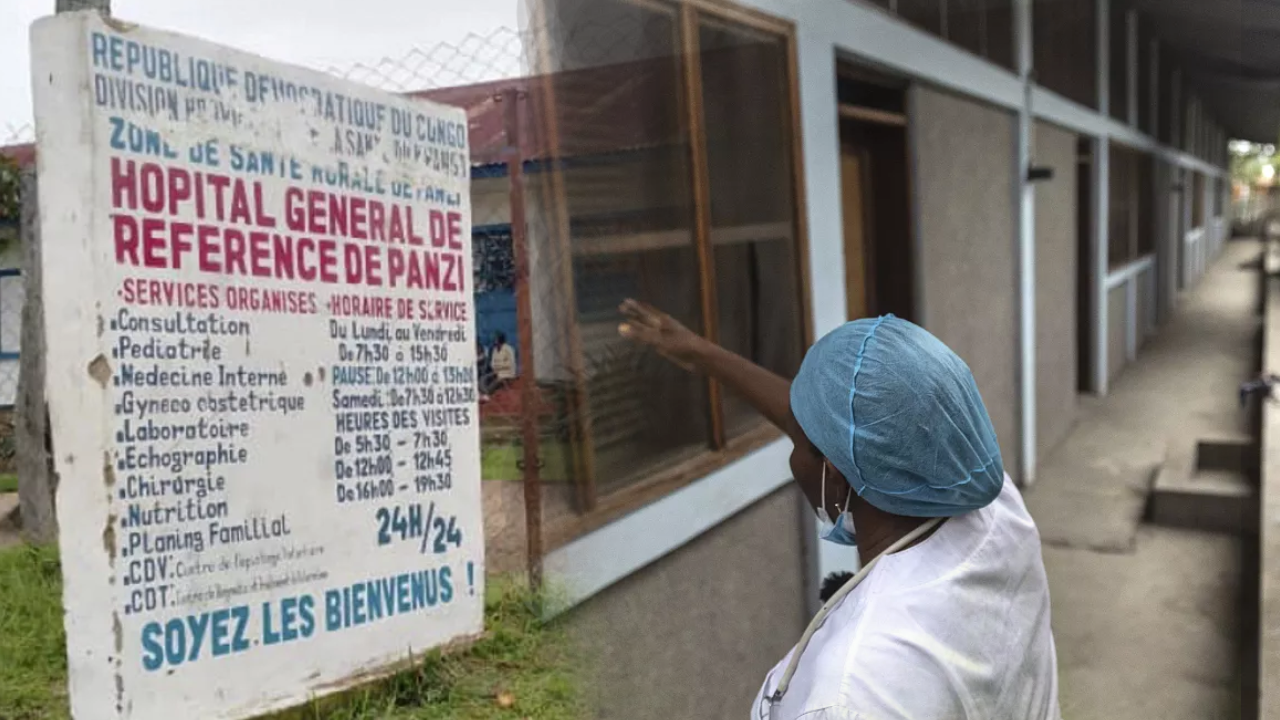 REPUBLIQUE DEMOCRATIQUE DU CONGO
DIVISION
ZONE DE SANTE RURALE DE PANZI
HOPITAL GENERAL DE
REFERENCE DE PANZI
.SERVICES ORGANISES
.Consultation
.Pediatrie
.Medecine Interne
.Gyneco obstetrique
.Laboratoire
.Echographie
.Chirurgie
.Nutrition
.Planing Familial
.CDV:
.CDT:
.HORAIRE DE SERVICE
Du Lundi au Vendredi
De 7h30 à 15h30
PAUSE: De 12h00 à 13h00
Samedi: De 7h30 à 12h30
HEURES DES VISITES
De 5h30 - 7h30
De 12h00 - 12h45
De 16h00 - 19h30
24H/24
SOYEZ LES BIENVENUS !